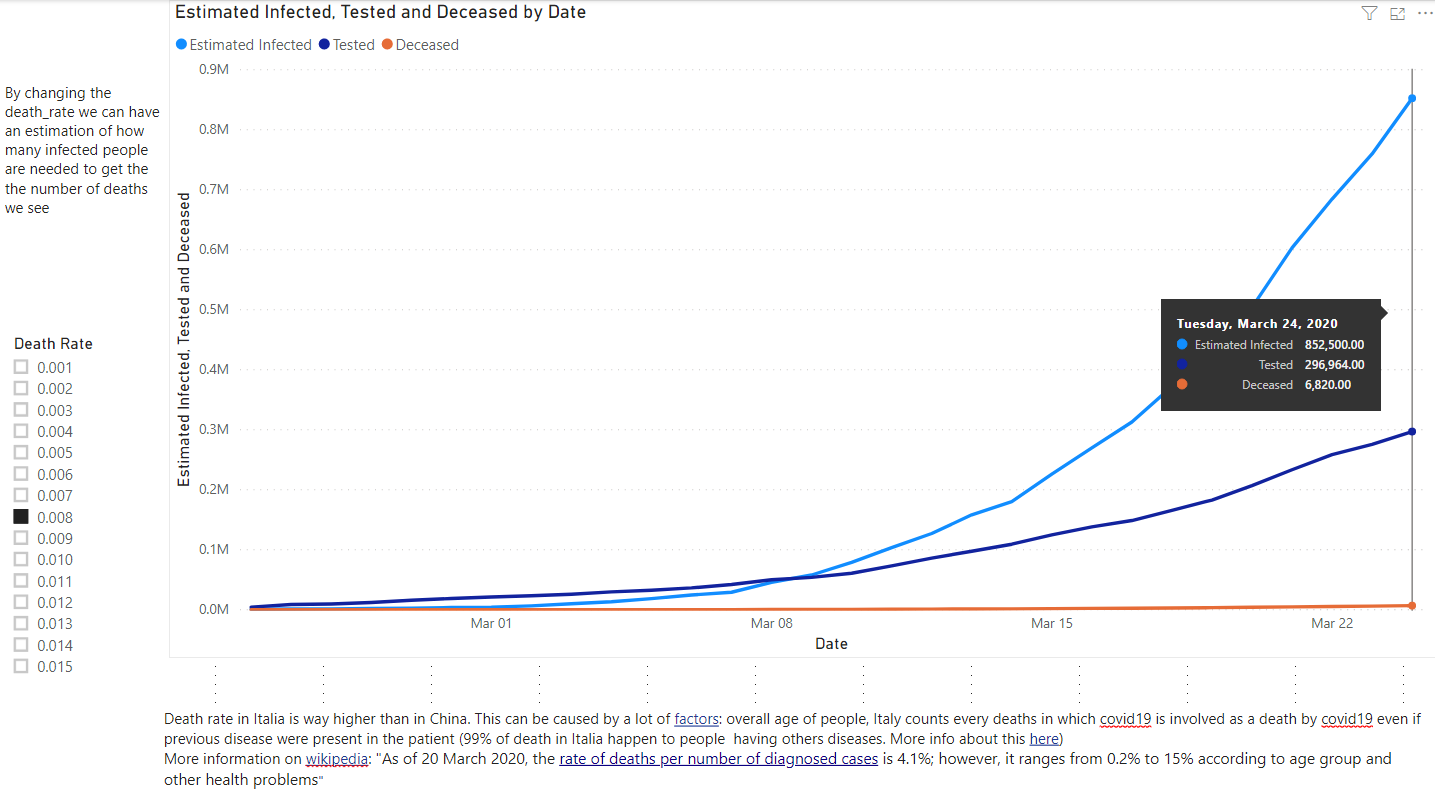 Estimated Infected, Tested and Deceased by Date
Estimated Infected Tested Deceased
By changing the
death_rate we can have
an estimation of how
many infected people
are needed to get the
the number of deaths
we see
Death Rate
0.001
0.002
0.003
0.004
0.005
0.006
0.007
0.008
0.009
0.010
0.011
0.012
0.013
0.014
0.015
Estimated Infected, Tested and Deceased
0.9M
0.8M
0.7M
0.6M
0.5M
0.4M
0.3M
0.2M
0.1M
0.0M
Tuesday, March 24, 2020
Estimated Infected 852,500.00
Tested 296,964.00
Deceased 6,820.00
Mar 01 Mar 08 Mar 15 Mar 22
Date
Death rate in Italia is way higher than in China. This can be caused by a lot of factors: overall age of people, Italy counts every deaths in which covid19 is involved as a death by covid19 even if
previous disease were present in the patient (99% of death in Italia happen to people having others diseases. More info about this here)
More information on wikipedia: "As of 20 March 2020, the rate of deaths per number of diagnosed cases is 4.1%; however, it ranges from 0.2% to 15% according to age group and
other health problems"